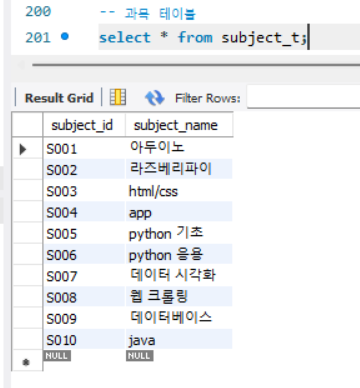 200 -- 과목 테이블
201 select * from subject_t;
Result Grid Filter Rows:
subject_id subject_name
S001 아두이노
S002 라즈베리파이
S003 html/css
S004 app
S005 python 기초
S006 python 응용
S007 데이터 시각화
S008 웹 크롤링
S009 데이터베이스
S010 java
NULL NULL